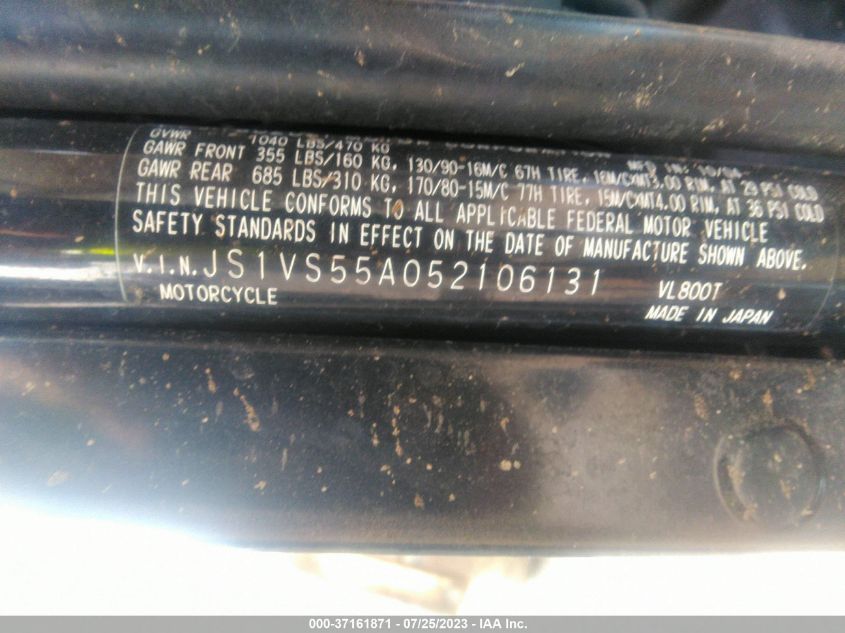 GVWR 1040 LBS/470 KG
GAWR FRONT 355 LBS/160 KG, 130/90-16M/C 67H TIRE, 16M/CXMT3.00 RIM, AT 29 PSI COLD
GAWR REAR 685 LBS/310 KG, 170/80-15M/C 77H TIRE, 15M/CXMT4.00 RIM, AT 36 PSI COLD
THIS VEHICLE CONFORMS TO ALL APPLICABLE FEDERAL MOTOR VEHICLE
SAFETY STANDARDS IN EFFECT ON THE DATE OF MANUFACTURE SHOWN ABOVE.
V.I.N. JS1VS55A052106131 VL800T
MOTORCYCLE MADE IN JAPAN
000-37161871 / 07/25/2023 - IAA Inc.